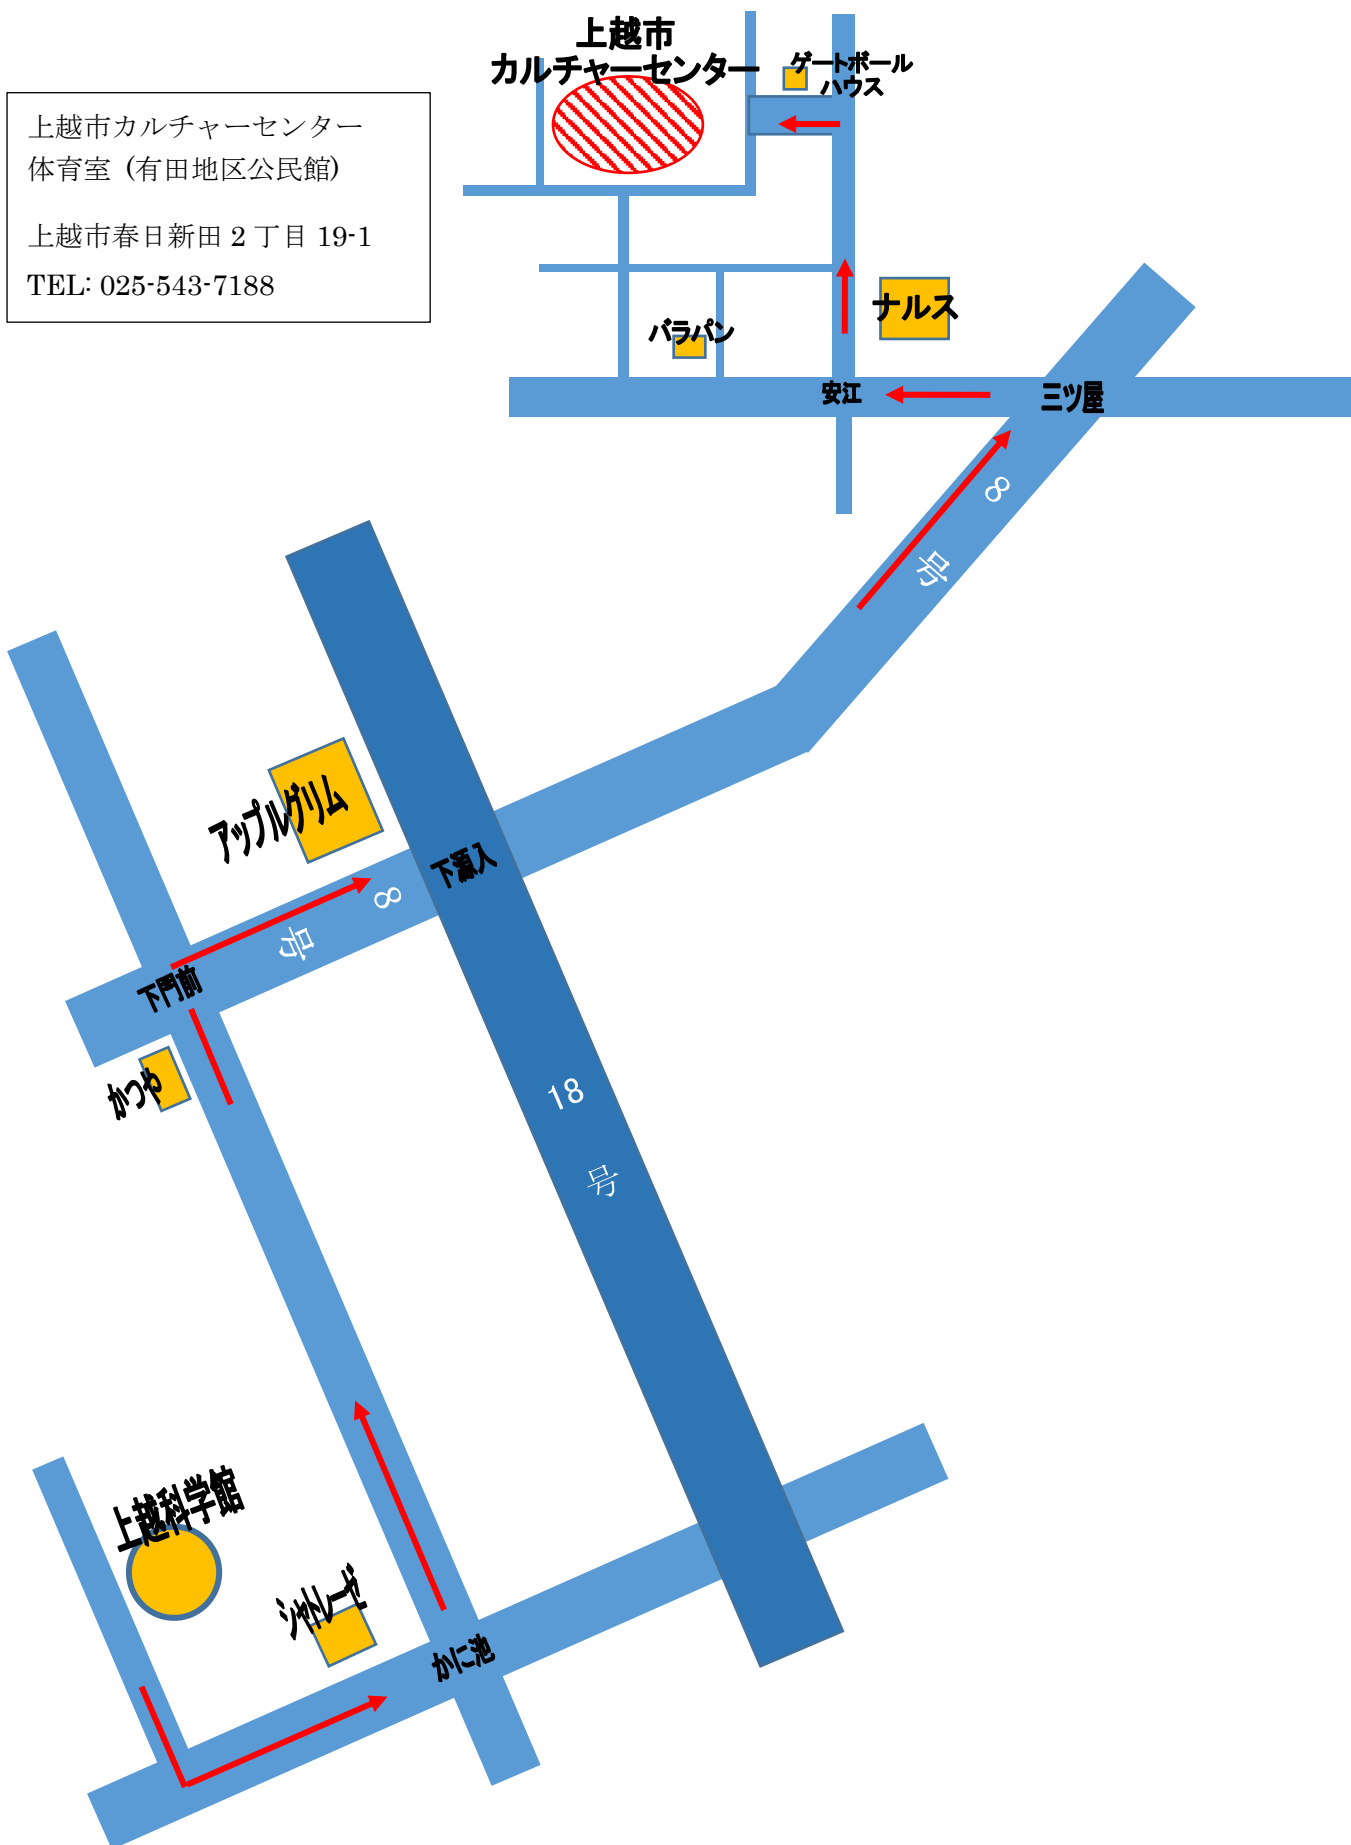 上越市
カルチャーセンター
ゲートボール
ハウス
上越市カルチャーセンター
体育室 (有田地区公民館)
上越市春日新田 2 丁目 19-1
TEL: 025-543-7188
ナルス
バラパン
安江
三ツ屋
8
号
アップルグリム
下源入
8
号
下門前
かつや
18
号
上越科学館
シャトレーゼ
かに池